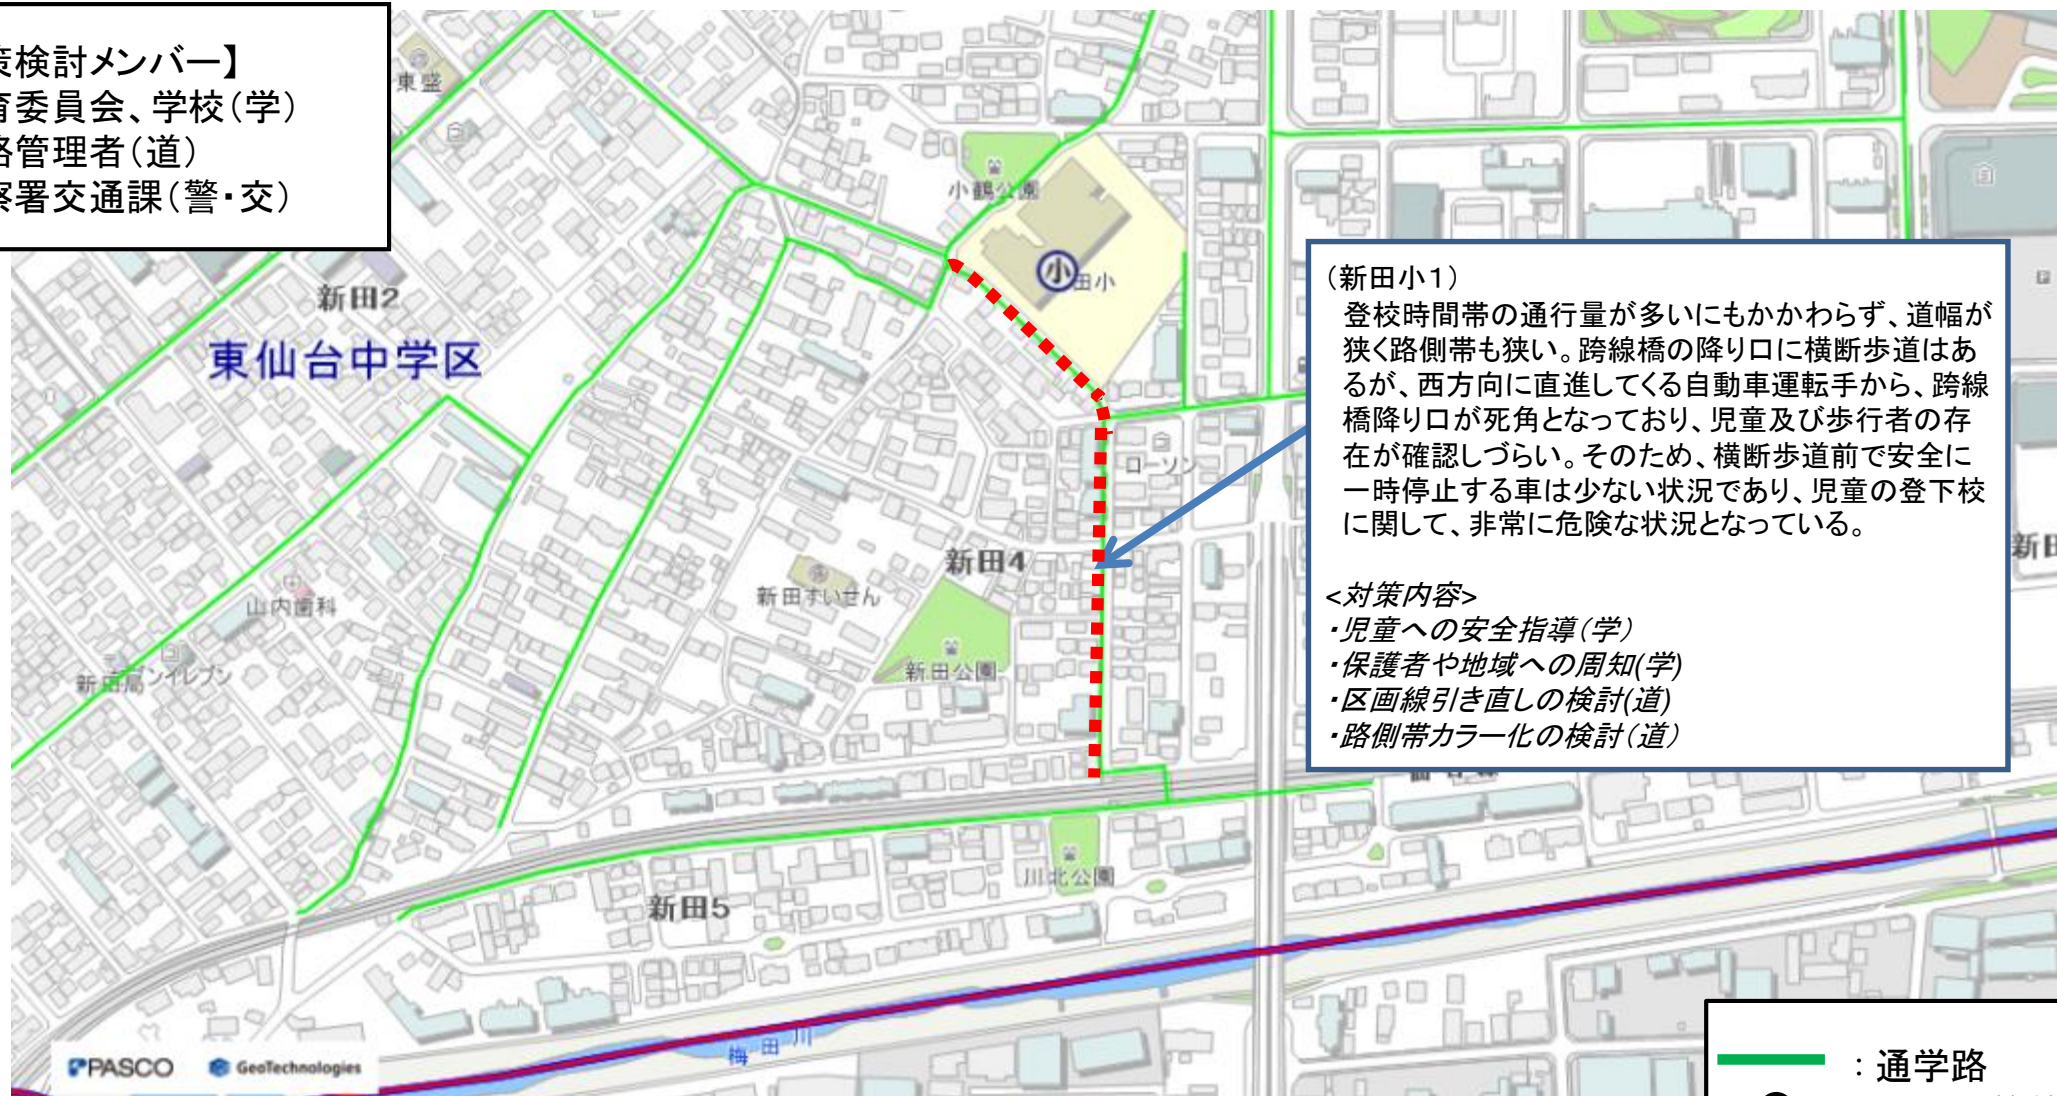 策検討メンバー】
育委員会、学校(学)
路管理者(道)
察署交通課(警・交)
東盛
小鶴公園
小
田小
新田2
東仙台中学区
(新田小1)
登校時間帯の通行量が多いにもかかわらず、道幅が
狭く路側帯も狭い。跨線橋の降り口に横断歩道はあ
るが、西方向に直進してくる自動車運転手から、跨線
橋降り口が死角となっており、児童及び歩行者の存
在が確認しづらい。そのため、横断歩道前で安全に
一時停止する車は少ない状況であり、児童の登下校
に関して、非常に危険な状況となっている。
<対策内容>
・児童への安全指導(学)
・保護者や地域への周知(学)
・区画線引き直しの検討(道)
・路側帯カラー化の検討(道)
ローソン
新田4
新田すいせん
山内歯科
新田公園
新田
川北公園
新田5
梅田川
PASCO
GeoTechnologies
:通学路